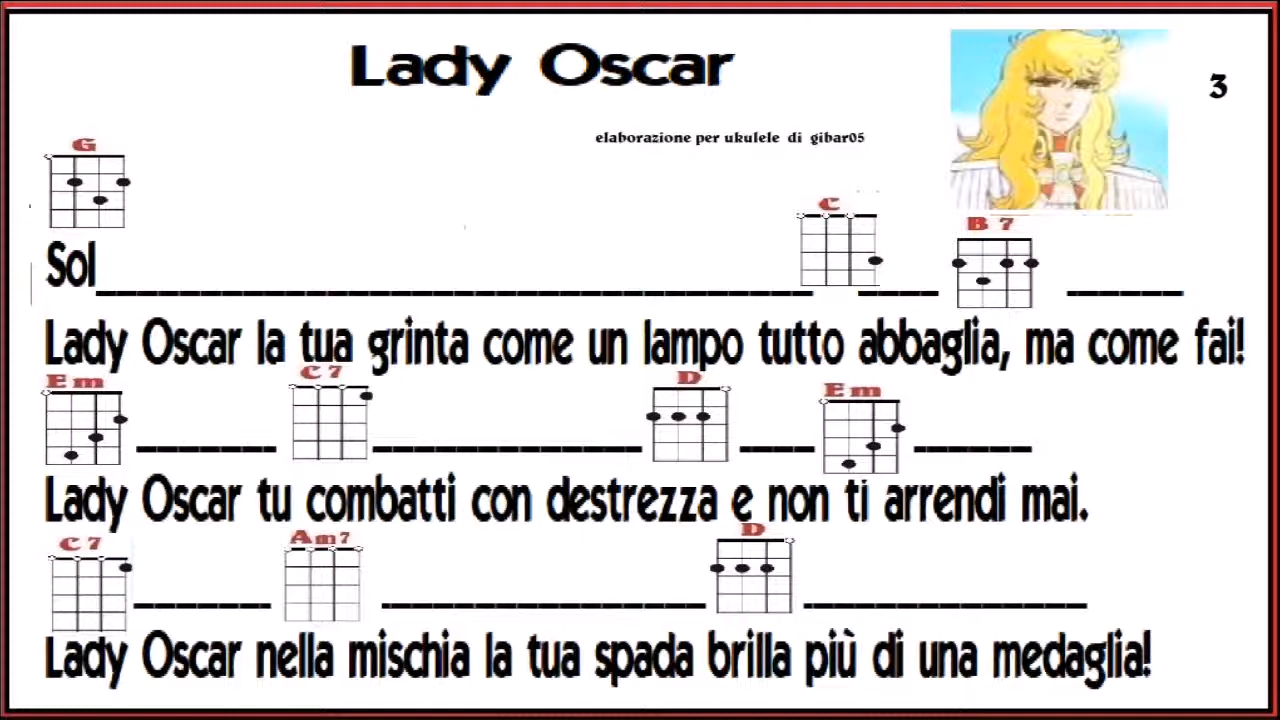 Lady Oscar
3
elaborazione per ukulele di gibar05
G
C
B 7
Sol
Lady Oscar la tua grinta come un lampo tutto abbaglia, ma come fai!
Em C7 D Em
Lady Oscar tu combatti con destrezza e non ti arrendi mai.
C 7 Am7 D
Lady Oscar nella mischia la tua spada brilla più di una medaglia!